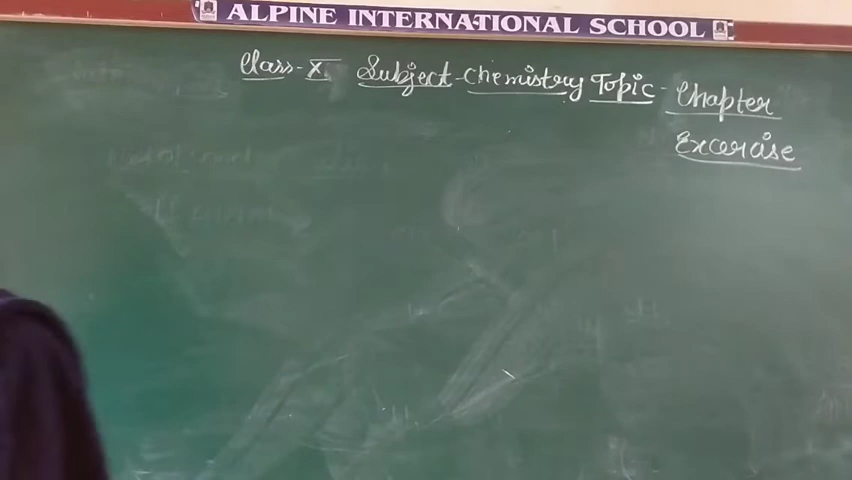 ALPINE INTERNATIONAL SCHOOL
Class - X Subject - Chemistry Topic - Chapter
Excercise